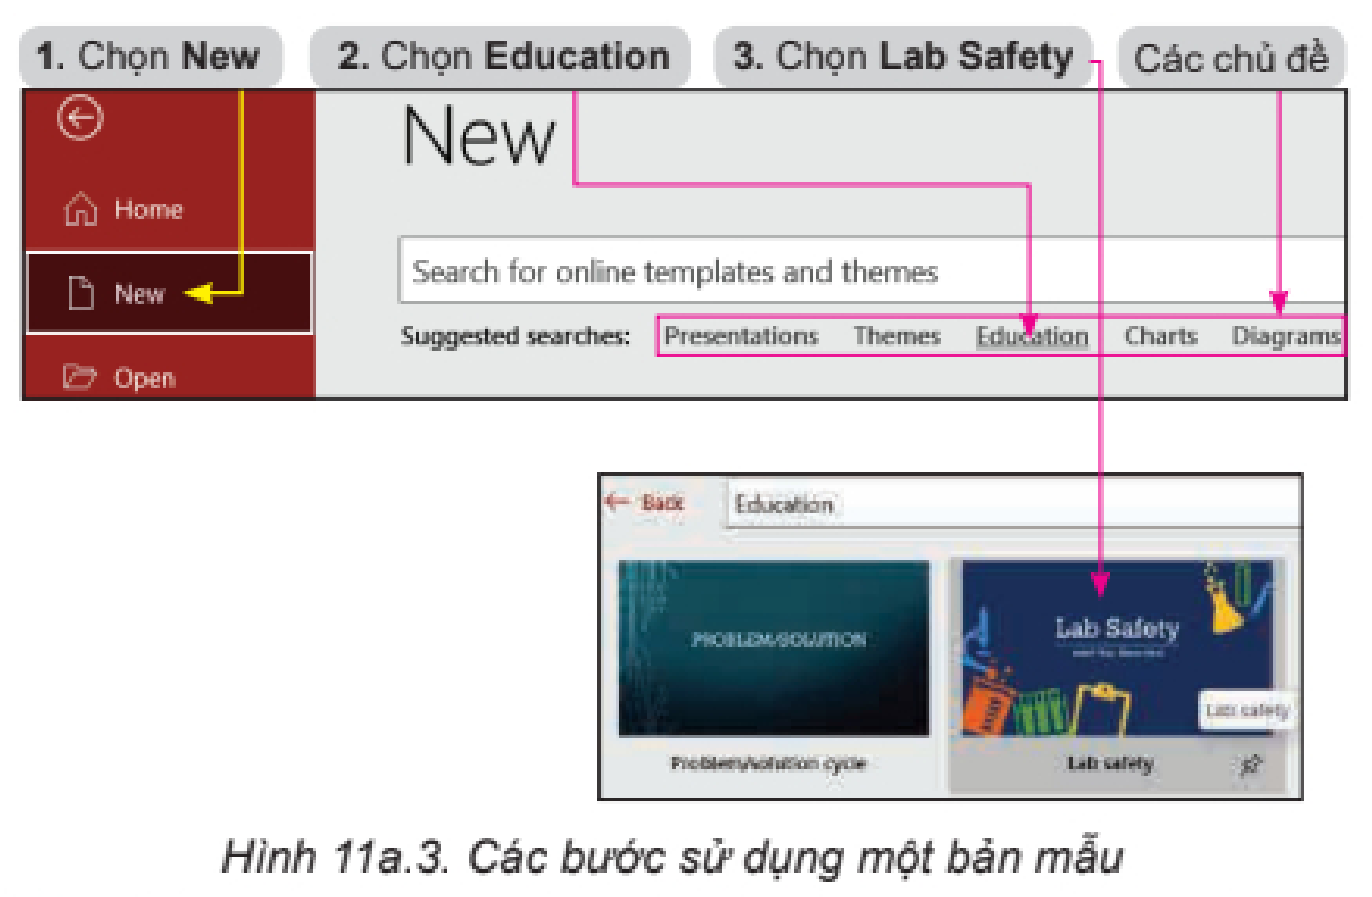 1. Chọn New
2. Chọn Education
3. Chọn Lab Safety
Các chủ đề
New
Home
New
Open
Search for online templates and themes
Suggested searches: Presentations Themes Education Charts Diagrams
Back
Education
PROBLEM/SOLUTION
Lab Safety
Lab safety
Problem/solution cycle
Lab safety
Hình 11a.3. Các bước sử dụng một bản mẫu